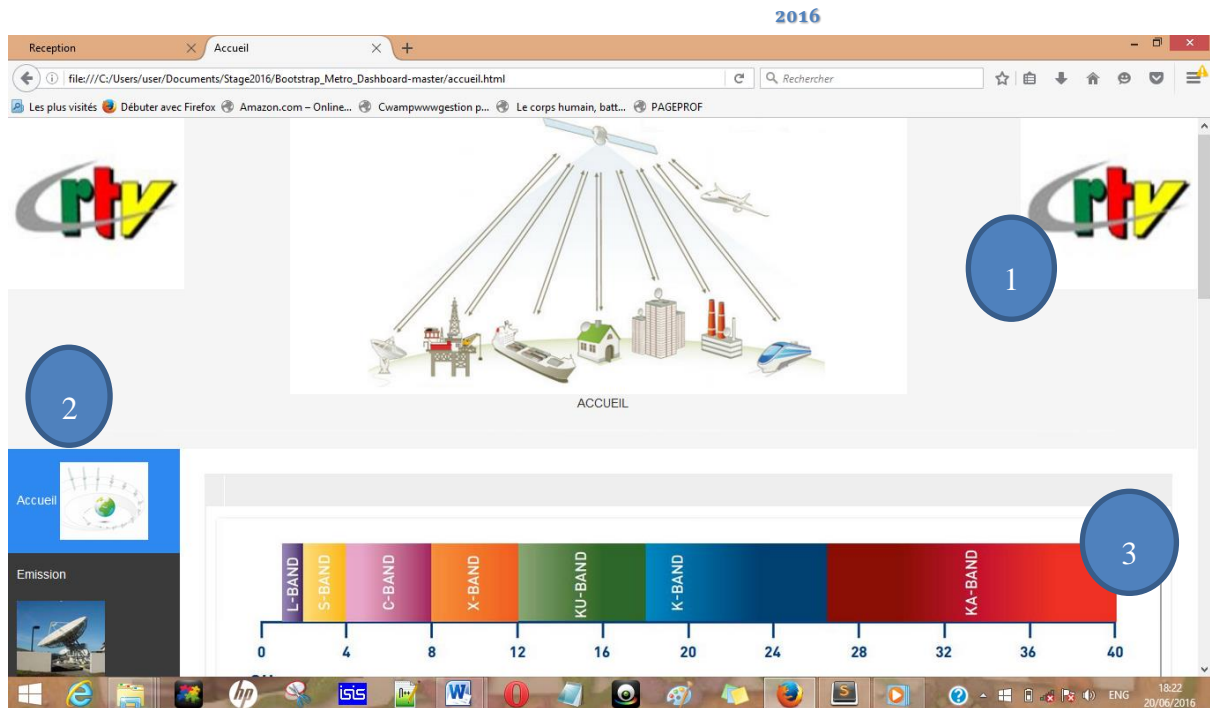 2016
Reception
Accueil
file:///C:/Users/user/Documents/Stage2016/Bootstrap_Metro_Dashboard-master/accueil.html
Rechercher
Les plus visités Débuter avec Firefox Amazon.com – Online... Cwampwwwgestion p... Le corps humain, batt... PAGEPROF
crtv
crtv
1
ACCUEIL
2
Accueil
3
Emission
L-BAND S-BAND C-BAND X-BAND KU-BAND K-BAND KA-BAND
0 4 8 12 16 20 24 28 32 36 40
hp isis W S ENG 18:22
20/06/2016